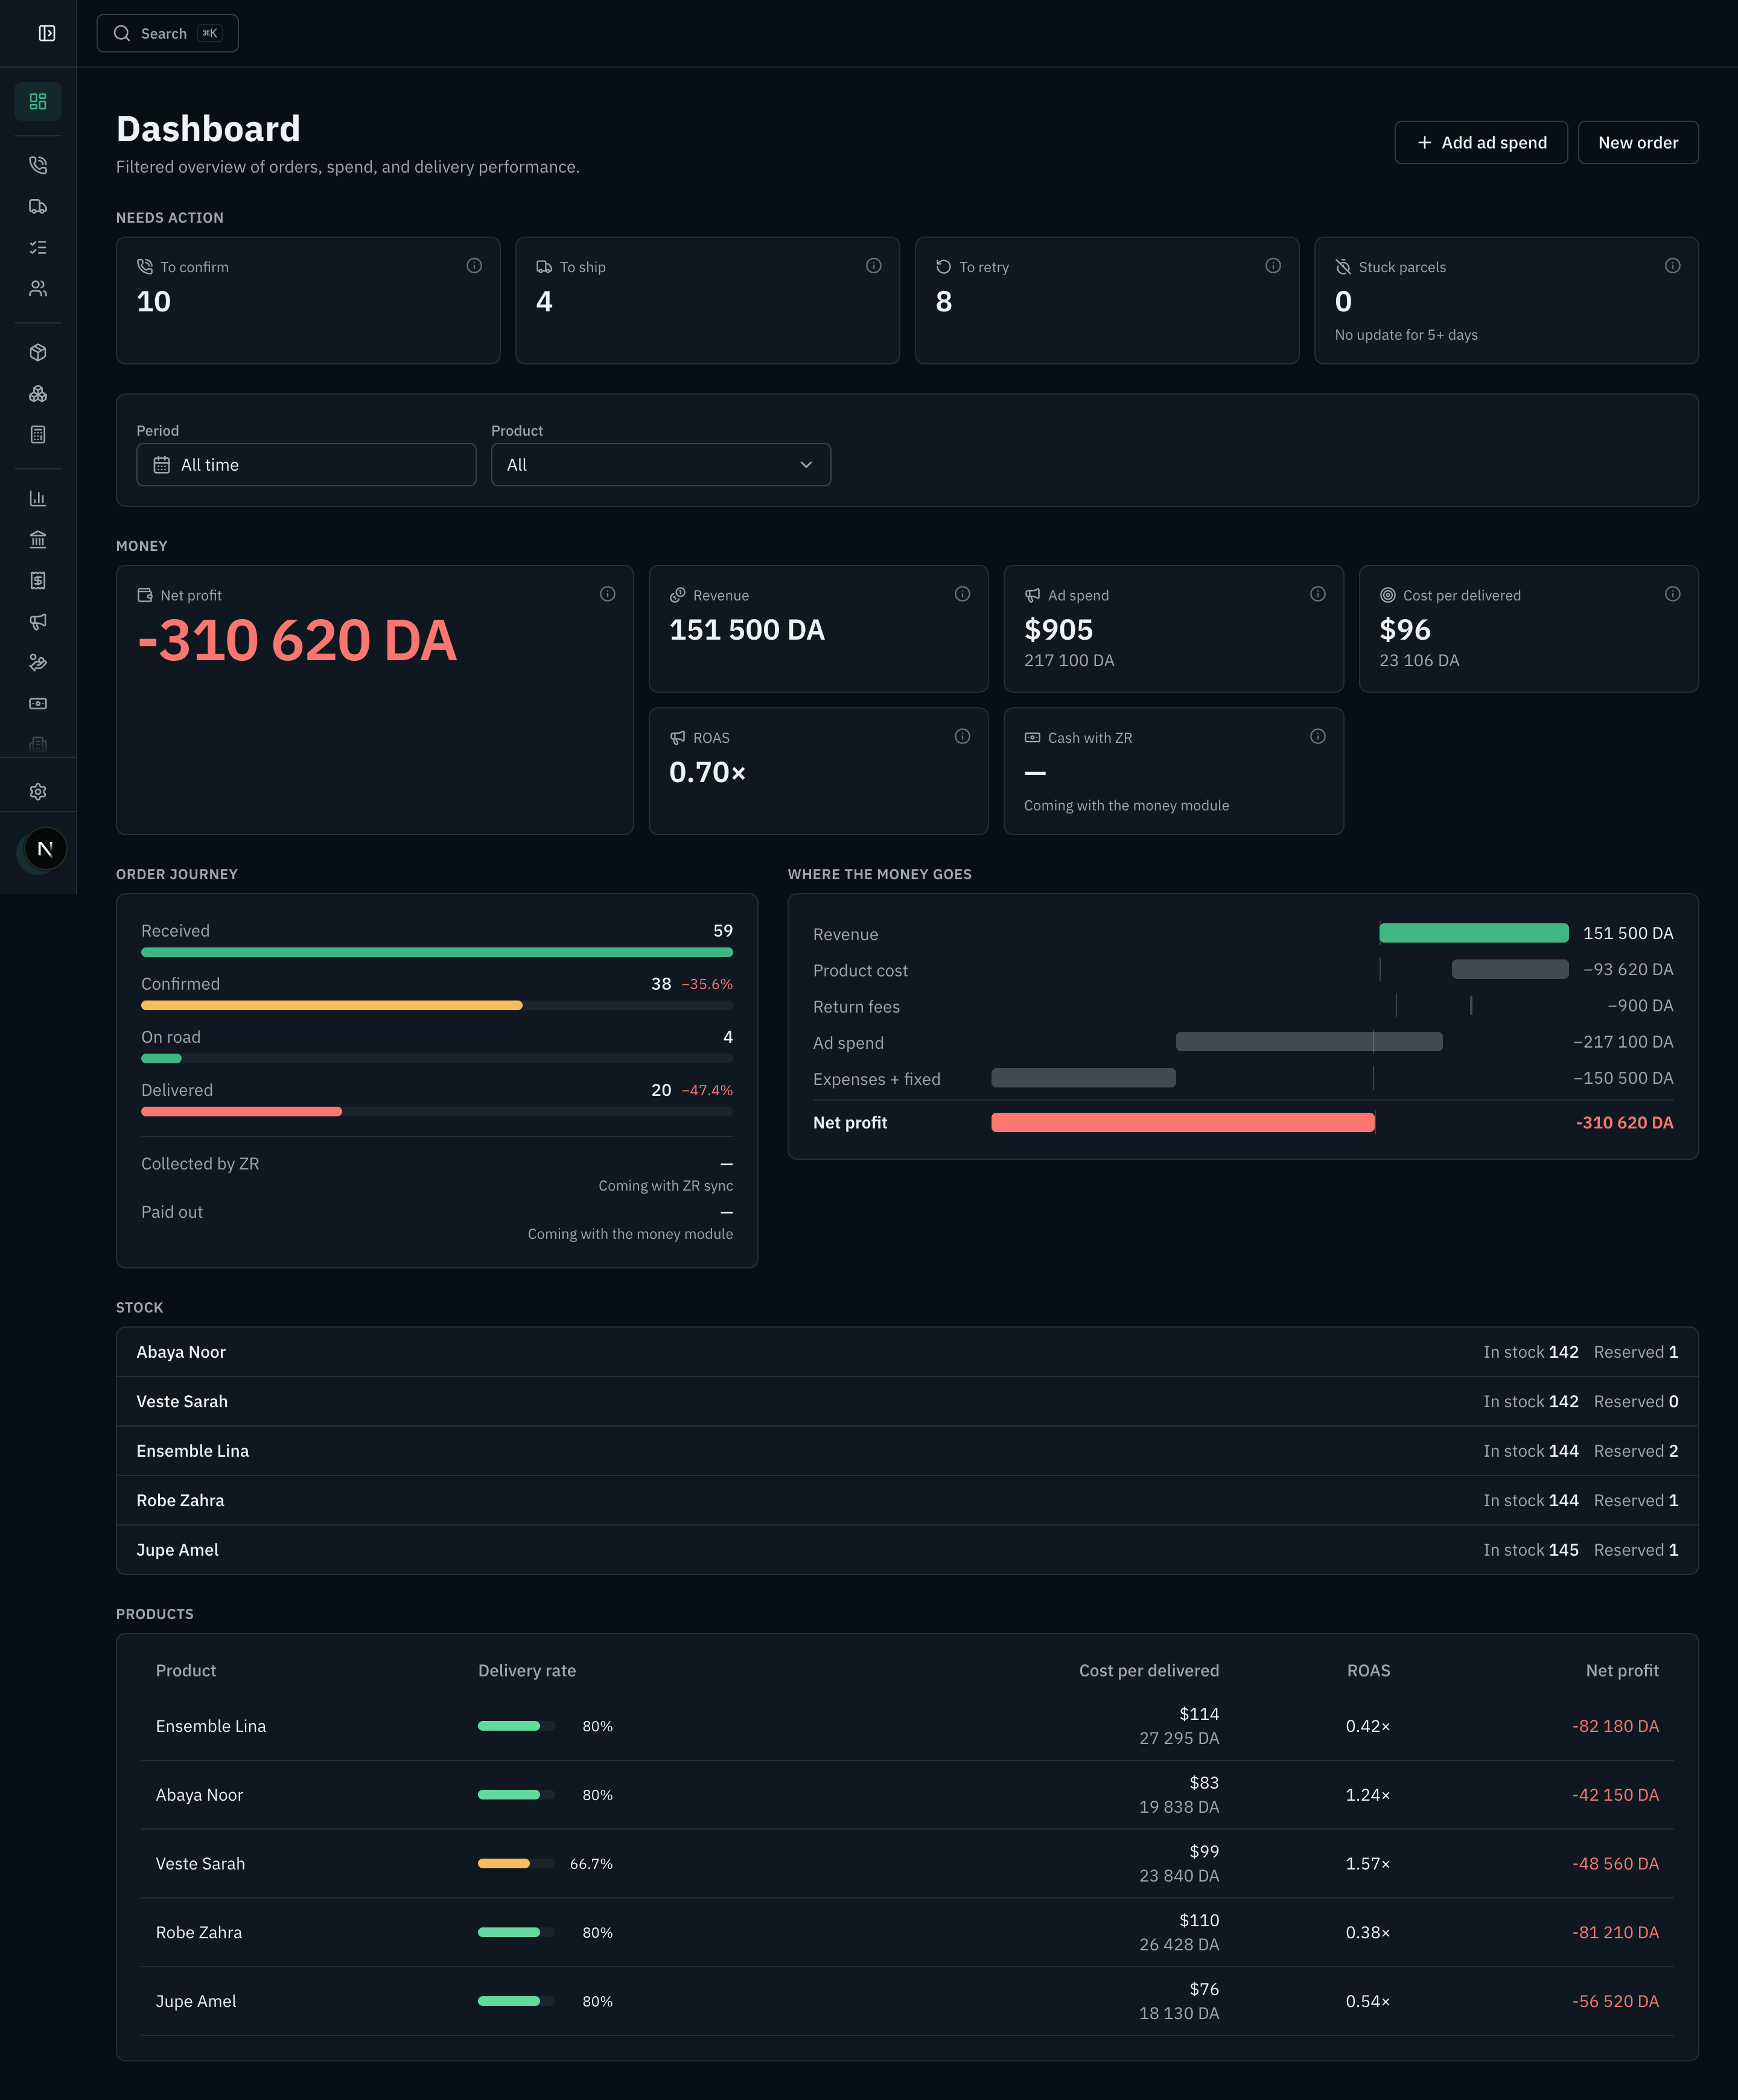 Search ⌘K
Dashboard
Filtered overview of orders, spend, and delivery performance.
Add ad spend
New order
NEEDS ACTION
To confirm
10
To ship
4
To retry
8
Stuck parcels
0
No update for 5+ days
Period
All time
Product
All
MONEY
Net profit
-310 620 DA
Revenue
151 500 DA
Ad spend
$905
217 100 DA
Cost per delivered
$96
23 106 DA
ROAS
0.70×
Cash with ZR
—
Coming with the money module
N
ORDER JOURNEY
Received 59
Confirmed 38 −35.6%
On road 4
Delivered 20 −47.4%
Collected by ZR —
Coming with ZR sync
Paid out —
Coming with the money module
WHERE THE MONEY GOES
Revenue 151 500 DA
Product cost −93 620 DA
Return fees −900 DA
Ad spend −217 100 DA
Expenses + fixed −150 500 DA
Net profit -310 620 DA
STOCK
Abaya Noor In stock 142 Reserved 1
Veste Sarah In stock 142 Reserved 0
Ensemble Lina In stock 144 Reserved 2
Robe Zahra In stock 144 Reserved 1
Jupe Amel In stock 145 Reserved 1
PRODUCTS
Product Delivery rate Cost per delivered ROAS Net profit
Ensemble Lina 80% $114 0.42× -82 180 DA
27 295 DA
Abaya Noor 80% $83 1.24× -42 150 DA
19 838 DA
Veste Sarah 66.7% $99 1.57× -48 560 DA
23 840 DA
Robe Zahra 80% $110 0.38× -81 210 DA
26 428 DA
Jupe Amel 80% $76 0.54× -56 520 DA
18 130 DA